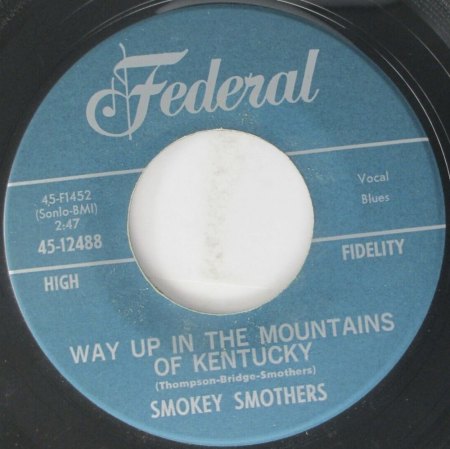 Federal
45-F1452
(Sonlo-BMI)
2:47
45-12488
Vocal
Blues
HIGH
FIDELITY
WAY UP IN THE MOUNTAINS
OF KENTUCKY
(Thompson-Bridge-Smothers)
SMOKEY SMOTHERS